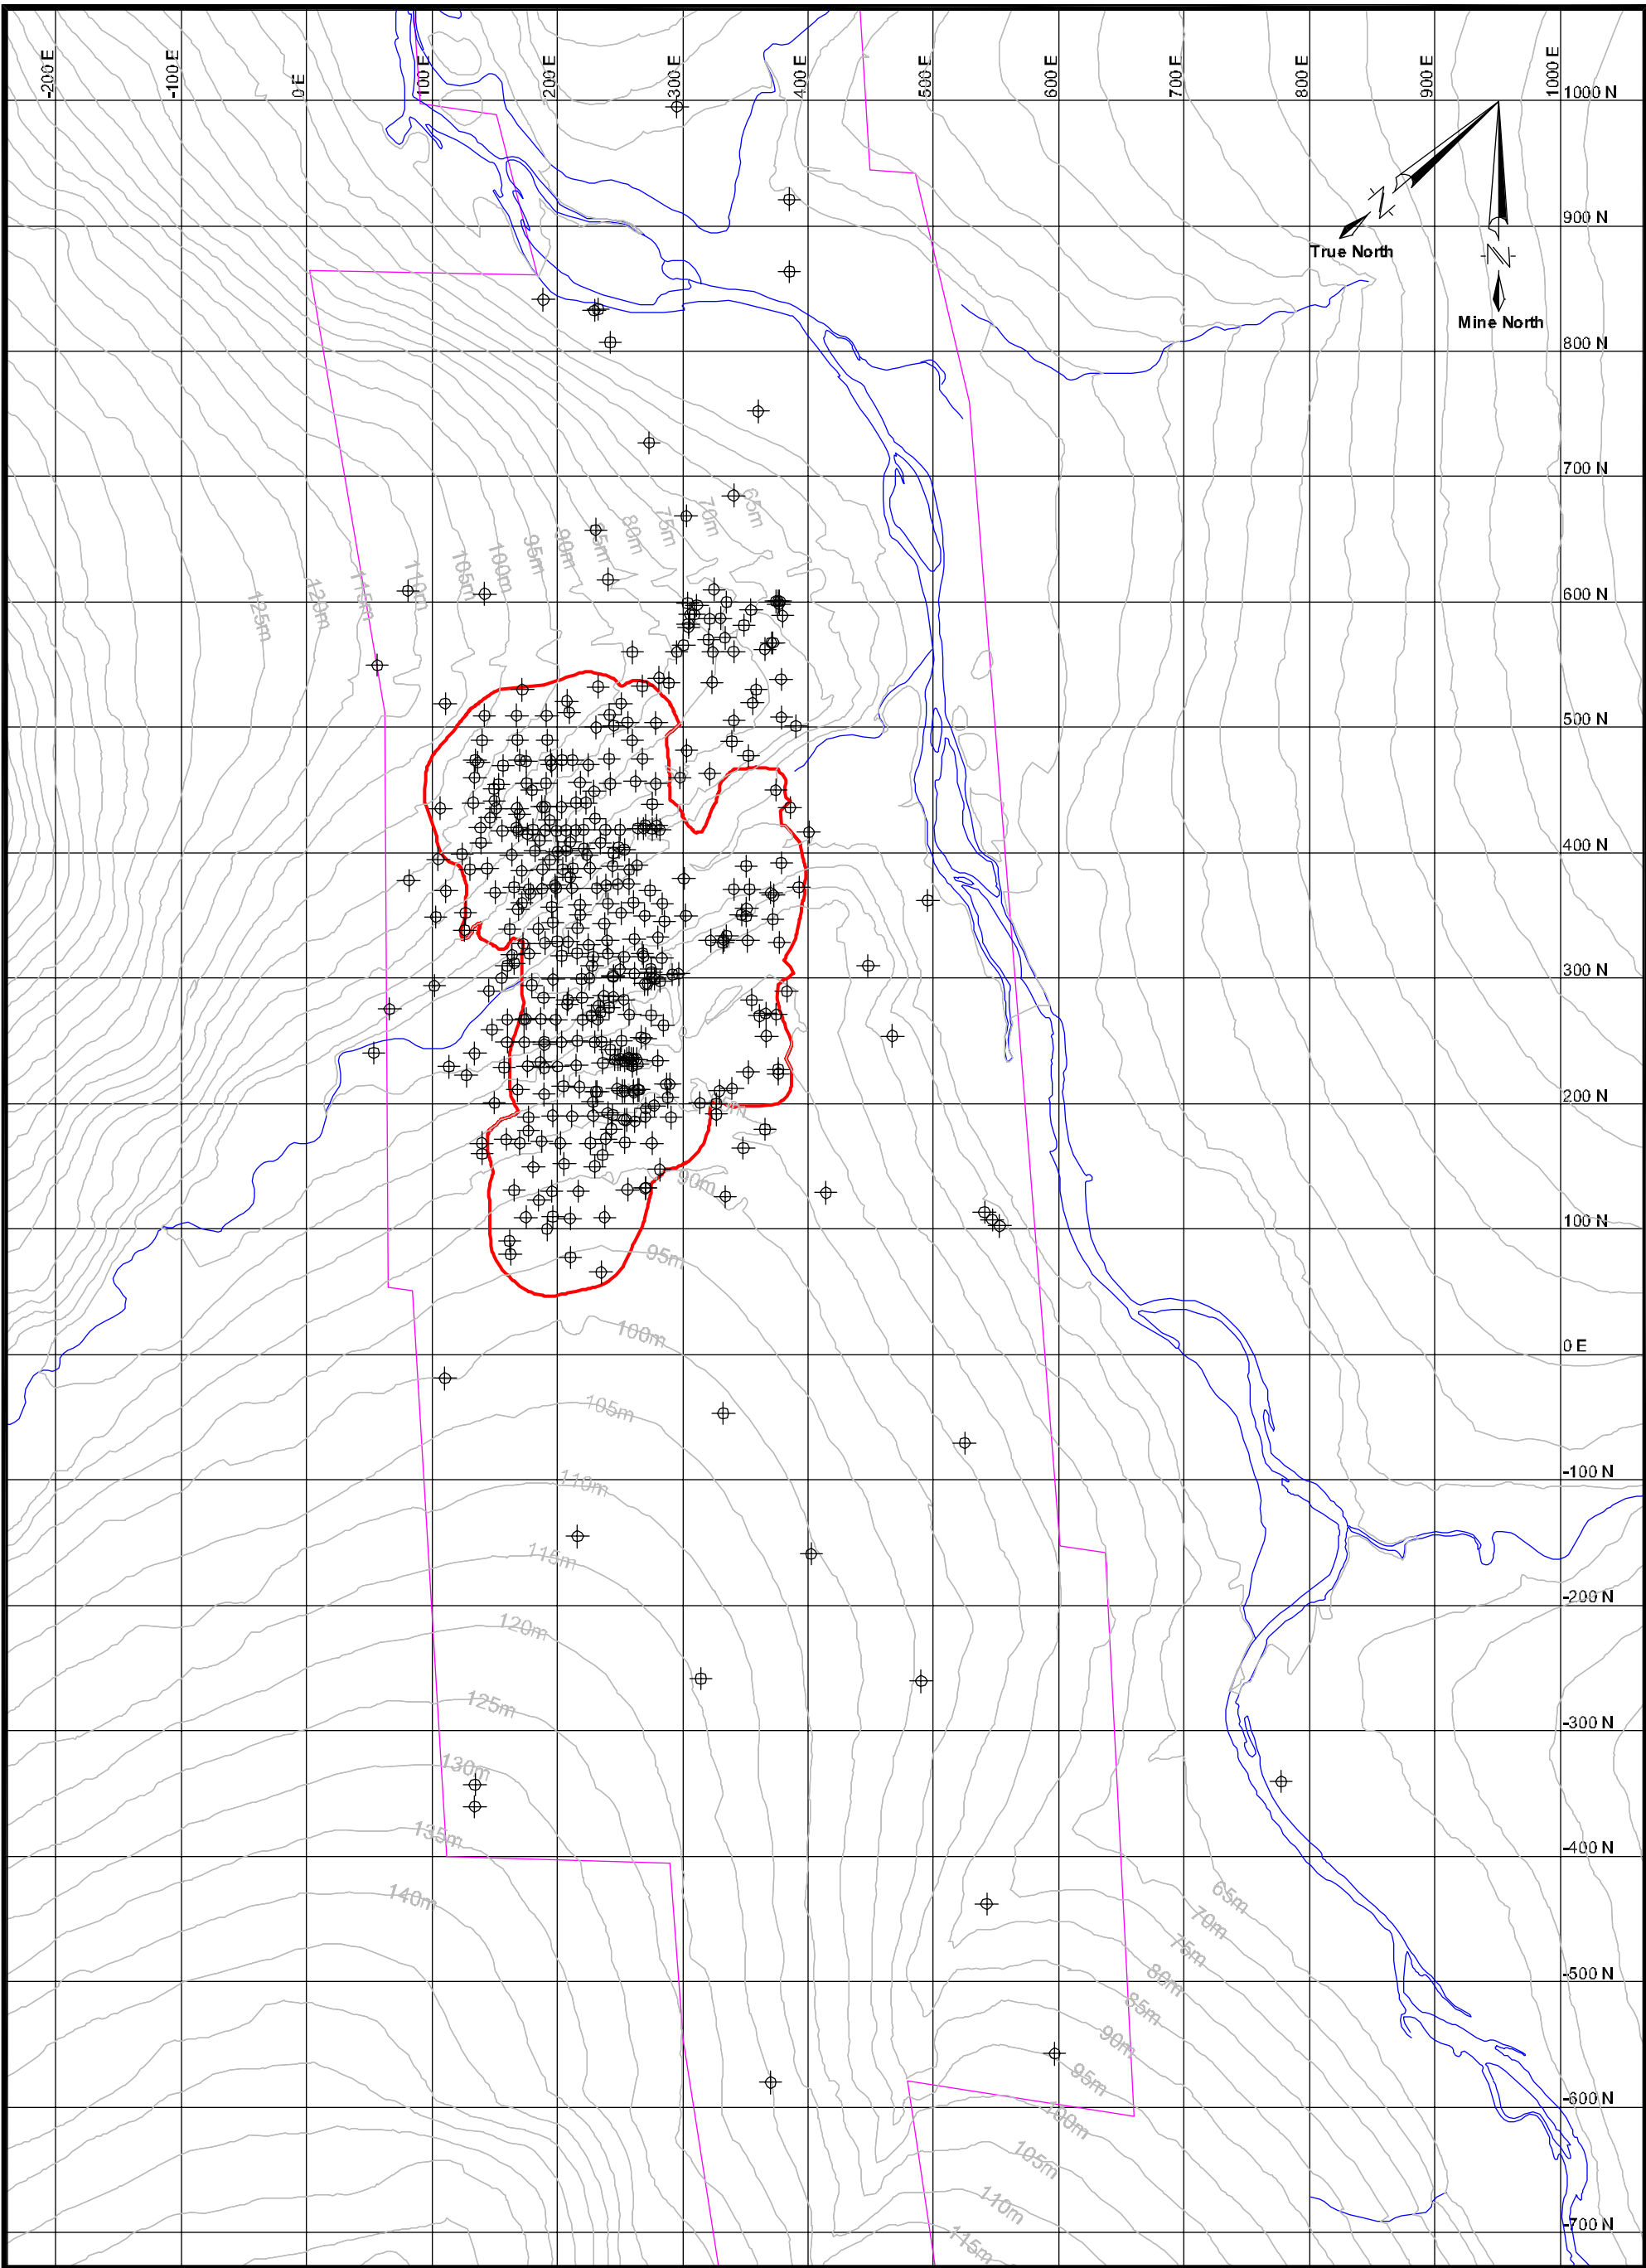 -200 E
-100 E
0 E
100 E
200 E
300 E
400 E
500 E
600 E
700 E
800 E
900 E
1000 E
1000 N
900 N
True North
Mine North
800 N
700 N
65m
70m
75m
80m
85m
90m
95m
100m
105m
110m
115m
120m
125m
600 N
500 N
400 N
300 N
200 N
90m
100 N
95m
100m
0 E
105m
110m
-100 N
115m
120m
-200 N
125m
-300 N
130m
135m
-400 N
140m
65m
70m
75m
80m
-500 N
85m
90m
95m
100m
-600 N
105m
110m
115m
-700 N